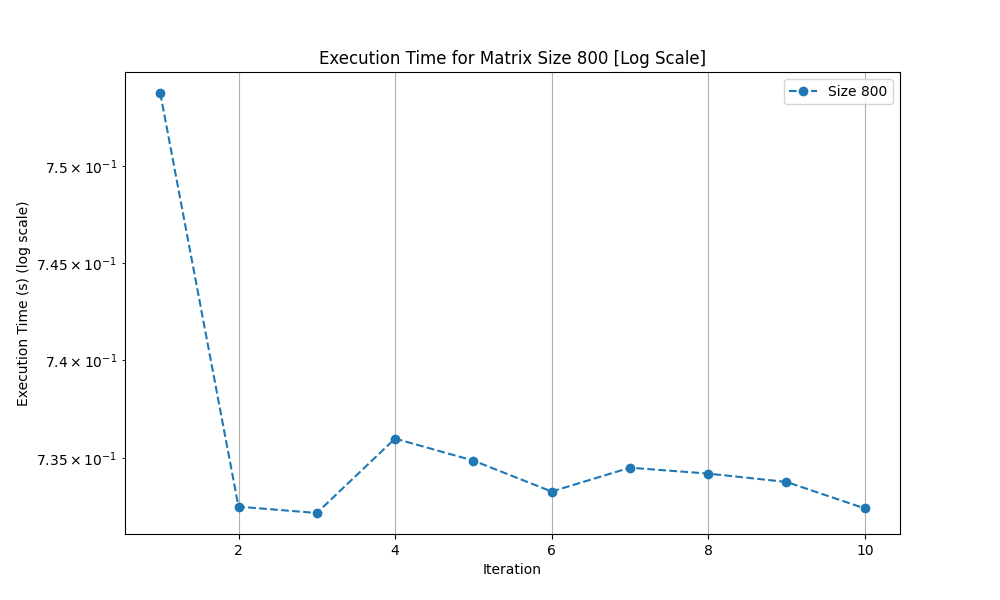 Execution Time for Matrix Size 800 [Log Scale]
Size 800
7.5 × 10⁻¹
7.45 × 10⁻¹
7.4 × 10⁻¹
7.35 × 10⁻¹
Execution Time (s) (log scale)
2 4 6 8 10
Iteration